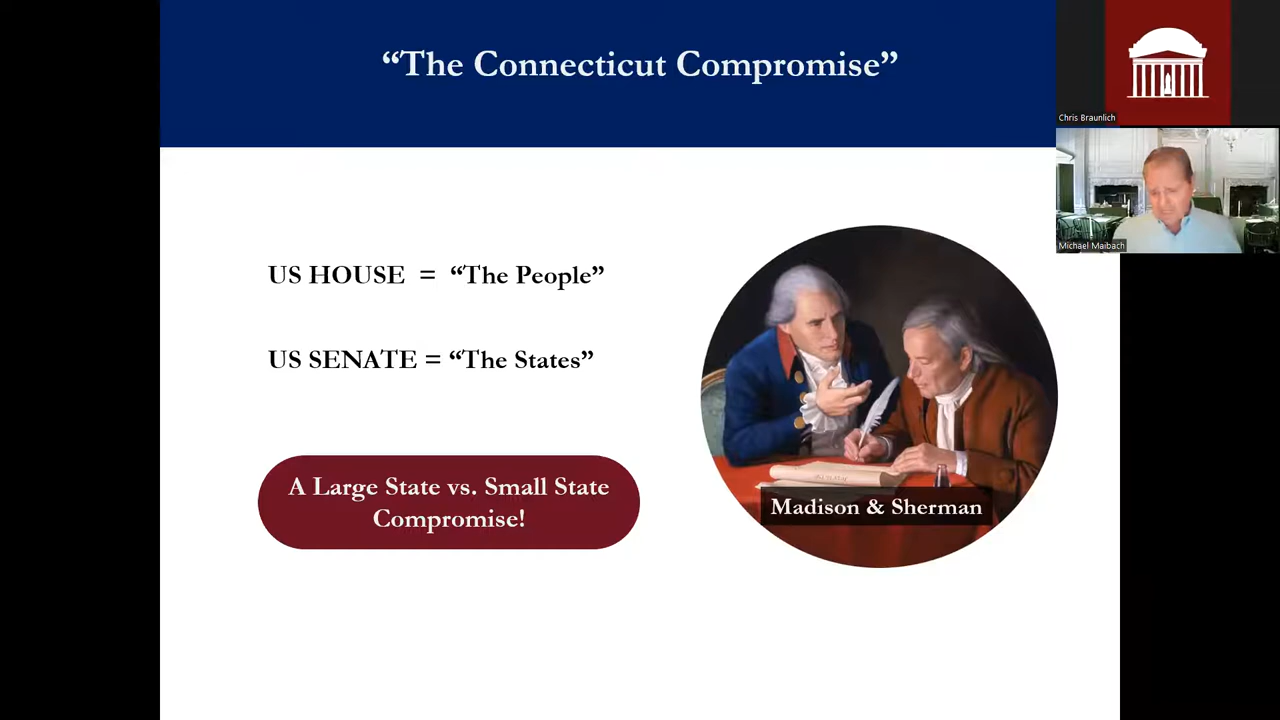 “The Connecticut Compromise”
Chris Braunlich
Michael Maibach
US HOUSE = “The People”
US SENATE = “The States”
A Large State vs. Small State
Compromise!
Madison & Sherman